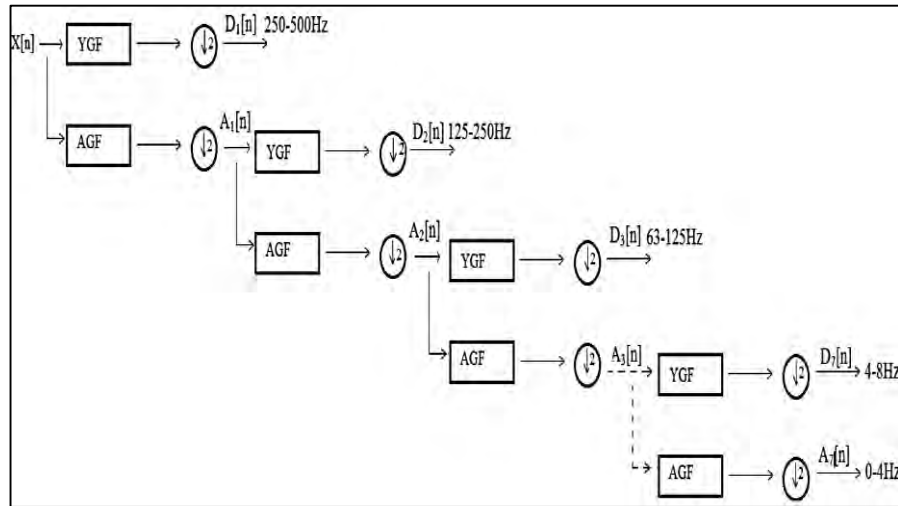 X[n] YGF ↓2 D₁[n] 250-500Hz
AGF ↓2 A₁[n] YGF ↓2 D₂[n] 125-250Hz
AGF ↓2 A₂[n] YGF ↓2 D₃[n] 63-125Hz
AGF ↓2 A₃[n] YGF ↓2 D₇[n] 4-8Hz
AGF ↓2 A₇[n] 0-4Hz